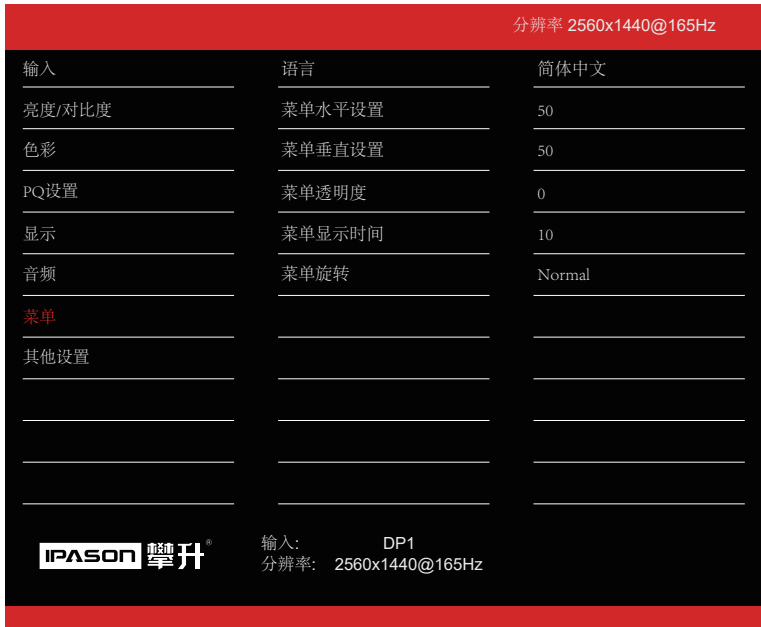 分辨率 2560x1440@165Hz
输入 语言 简体中文
亮度/对比度 菜单水平设置 50
色彩 菜单垂直设置 50
PQ设置 菜单透明度 0
显示 菜单显示时间 10
音频 菜单旋转 Normal
菜单
其他设置
IPASON 攀升®
输入: DP1
分辨率: 2560x1440@165Hz